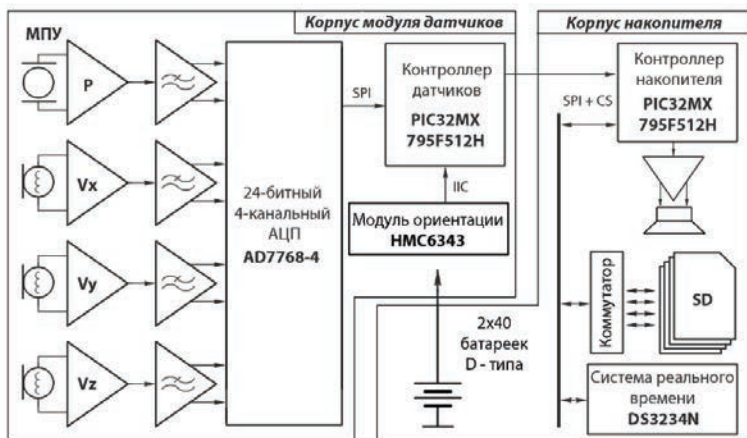 Корпус модуля датчиков
Корпус накопителя
МПУ
P
Vx
Vy
Vz
24-битный
4-канальный
АЦП
AD7768-4
SPI
Контроллер
датчиков
PIC32MX
795F512H
IIC
Модуль ориентации
HMC6343
2x40
батареек
D - типа
Контроллер
накопителя
PIC32MX
795F512H
SPI + CS
Коммутатор
SD
Система реального
времени
DS3234N